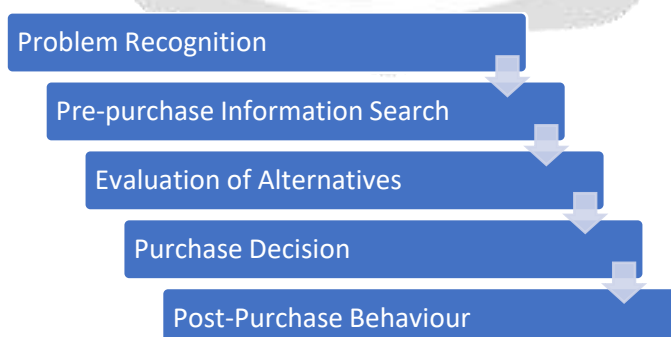 Problem Recognition
Pre-purchase Information Search
Evaluation of Alternatives
Purchase Decision
Post-Purchase Behaviour